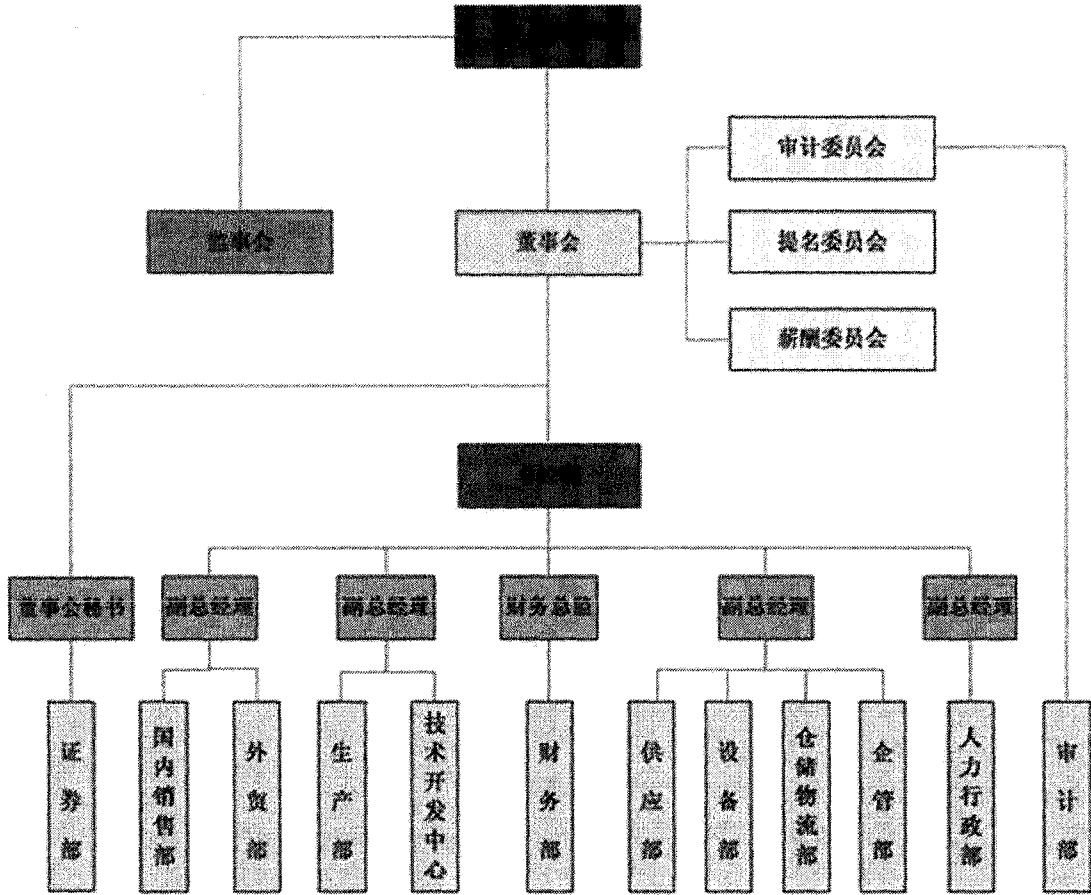 审计委员会
监事会
董事会
提名委员会
薪酬委员会
董事会秘书
副总经理
副总经理
财务总监
副总经理
副总经理
证券部
国内销售部
外贸部
生产部
技术开发中心
财务部
供应部
设备部
仓储物流部
企管部
人力行政部
审计部